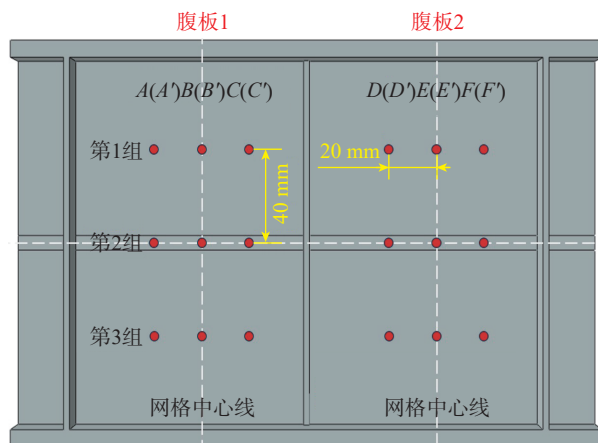 腹板1 腹板2
A(A′)B(B′)C(C′) D(D′)E(E′)F(F′)
第1组
20 mm
40 mm
第2组
第3组
网格中心线 网格中心线